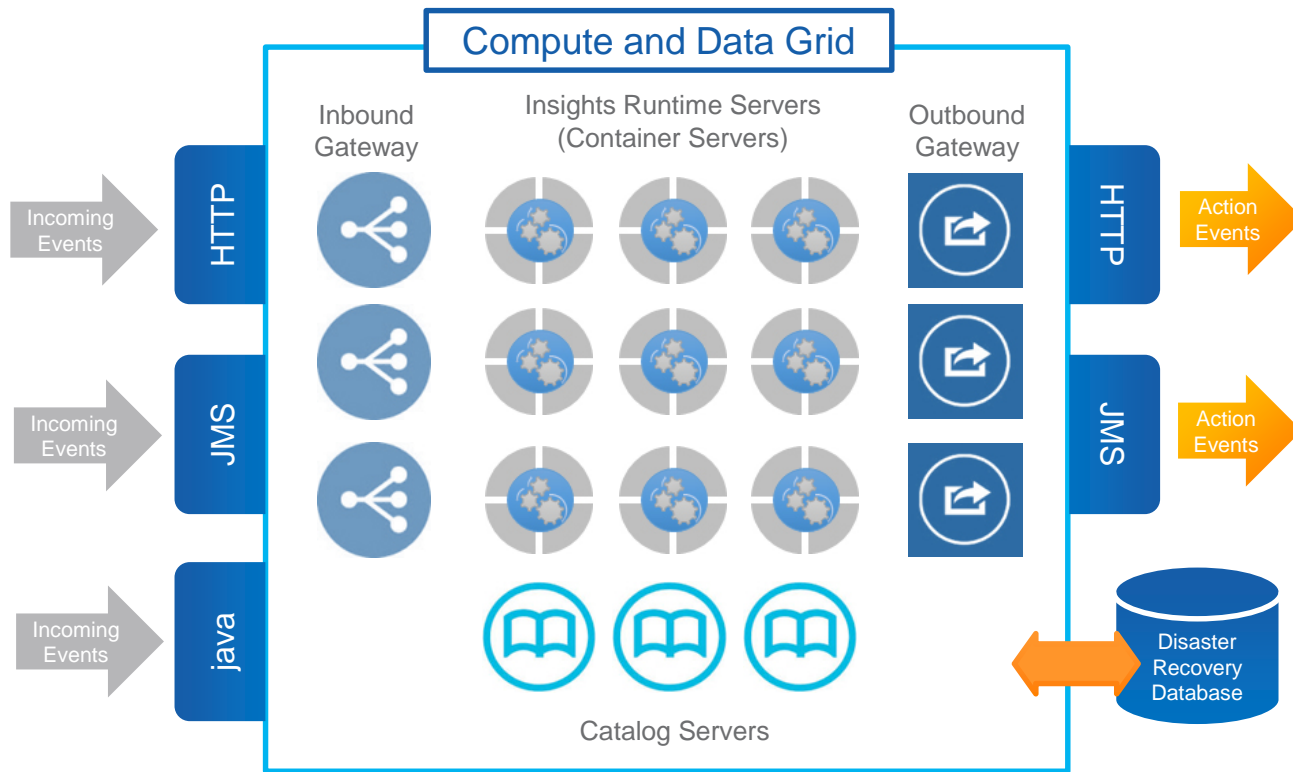 Compute and Data Grid
Inbound
Gateway
Insights Runtime Servers
(Container Servers)
Outbound
Gateway
Incoming
Events
HTTP
HTTP
Action
Events
Incoming
Events
JMS
JMS
Action
Events
Incoming
Events
java
Disaster
Recovery
Database
Catalog Servers